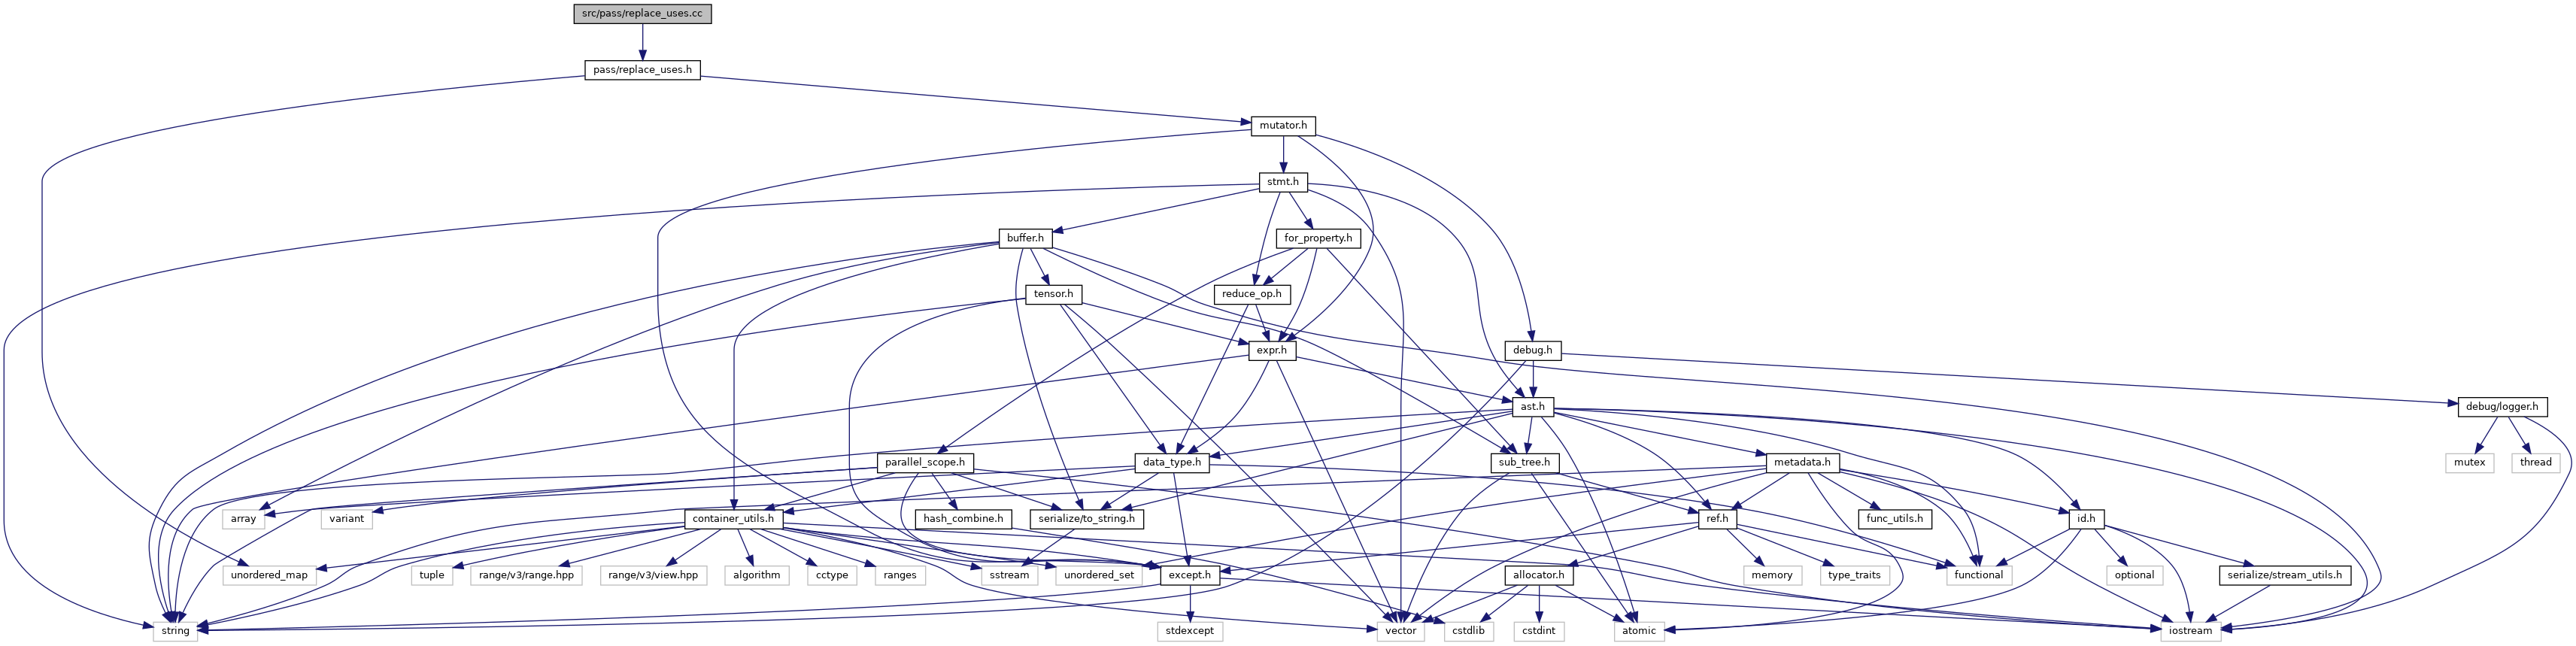 src/pass/replace_uses.cc
pass/replace_uses.h
mutator.h
stmt.h
buffer.h
for_property.h
tensor.h
reduce_op.h
expr.h
debug.h
ast.h
debug/logger.h
parallel_scope.h
data_type.h
sub_tree.h
metadata.h
mutex
thread
array
variant
container_utils.h
hash_combine.h
serialize/to_string.h
ref.h
func_utils.h
id.h
unordered_map
tuple
range/v3/range.hpp
range/v3/view.hpp
algorithm
cctype
ranges
sstream
unordered_set
except.h
allocator.h
memory
type_traits
functional
optional
serialize/stream_utils.h
string
stdexcept
vector
cstdlib
cstdint
atomic
iostream